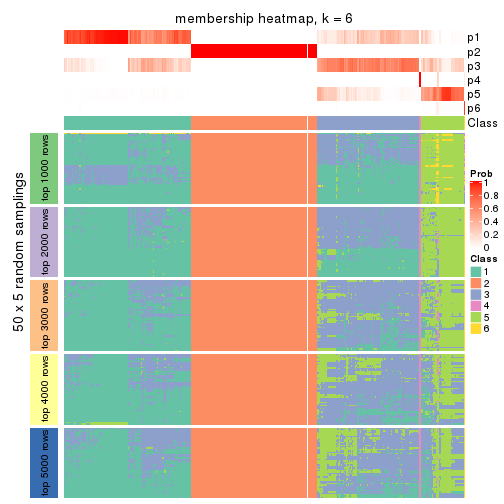 membership heatmap, k = 6
p1
p2
p3
p4
p5
p6
Class
50 x 5 random samplings
top 1000 rows
top 2000 rows
top 3000 rows
top 4000 rows
top 5000 rows
Prob
1
0.8
0.6
0.4
0.2
0
Class
1
2
3
4
5
6